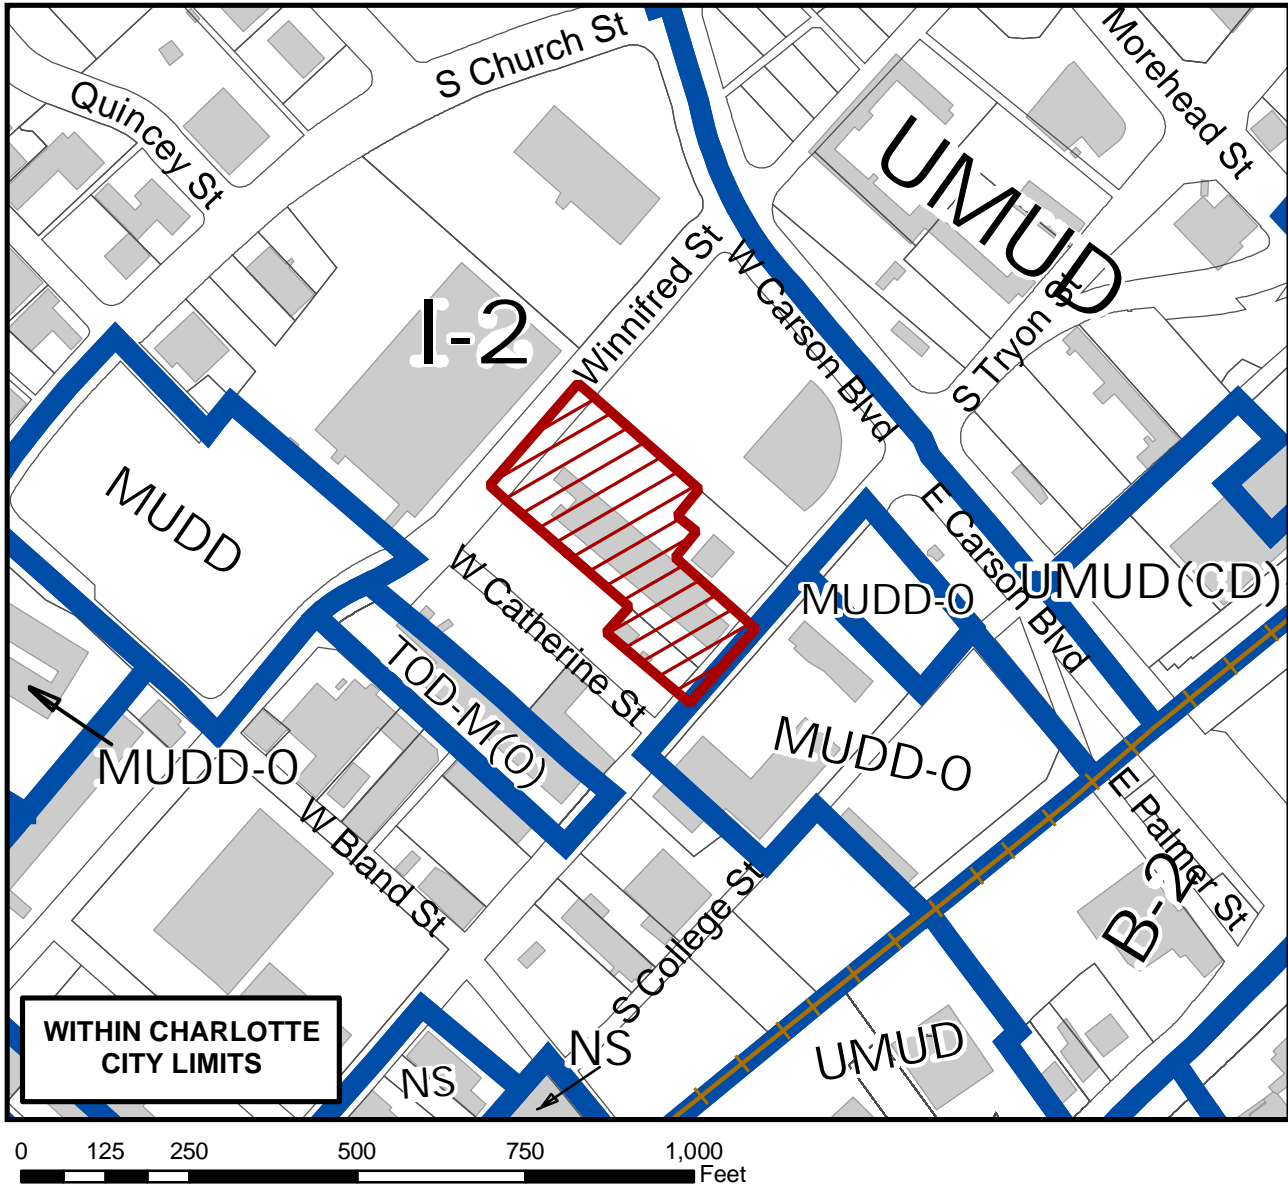 S Church St
Morehead St
Quincey St
UMUD
Winnifred St
W Carson Blvd
I-2
S Tryon St
MUDD
E Carson Blvd
UMUD(CD)
MUDD-O
W Catherine St
TOD-M(O)
MUDD-O
MUDD-O
E Palmer St
W Bland St
B-2
S College St
WITHIN CHARLOTTE
CITY LIMITS
NS
NS
UMUD
0 125 250 500 750 1,000
Feet